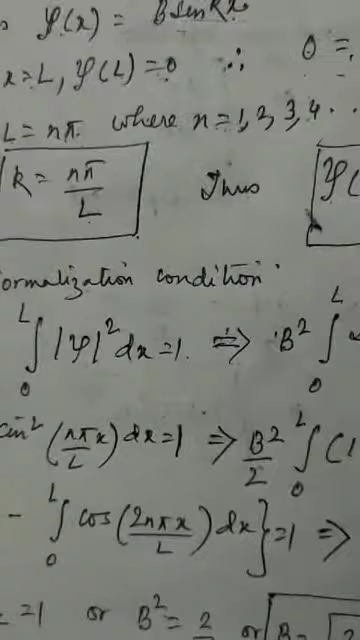 ψ(x) = B sin kx
x=L, ψ(L)=0 ∴ 0 =
L = nπ where n = 1, 2, 3, 4 . .
k = nπ/L Thus ψ(
ormalization condition
∫₀ᴸ |ψ|² dx = 1. ⇒ B² ∫₀ᴸ
sin² (nπx/L) dx = 1 ⇒ B²/2 ∫₀ᴸ (1
- ∫₀ᴸ cos (2nπx/L) dx} = 1 ⇒
= 1 or B² = 2 or B =